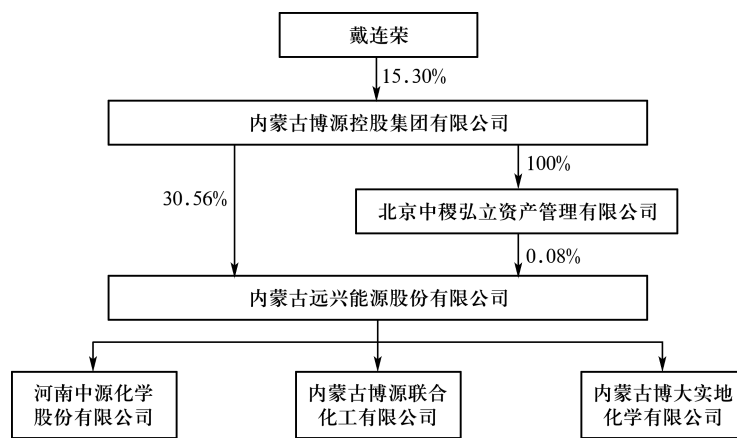 戴连荣
15.30%
内蒙古博源控股集团有限公司
100%
30.56%
北京中稷弘立资产管理有限公司
0.08%
内蒙古远兴能源股份有限公司
河南中源化学
股份有限公司
内蒙古博源联合
化工有限公司
内蒙古博大实地
化学有限公司